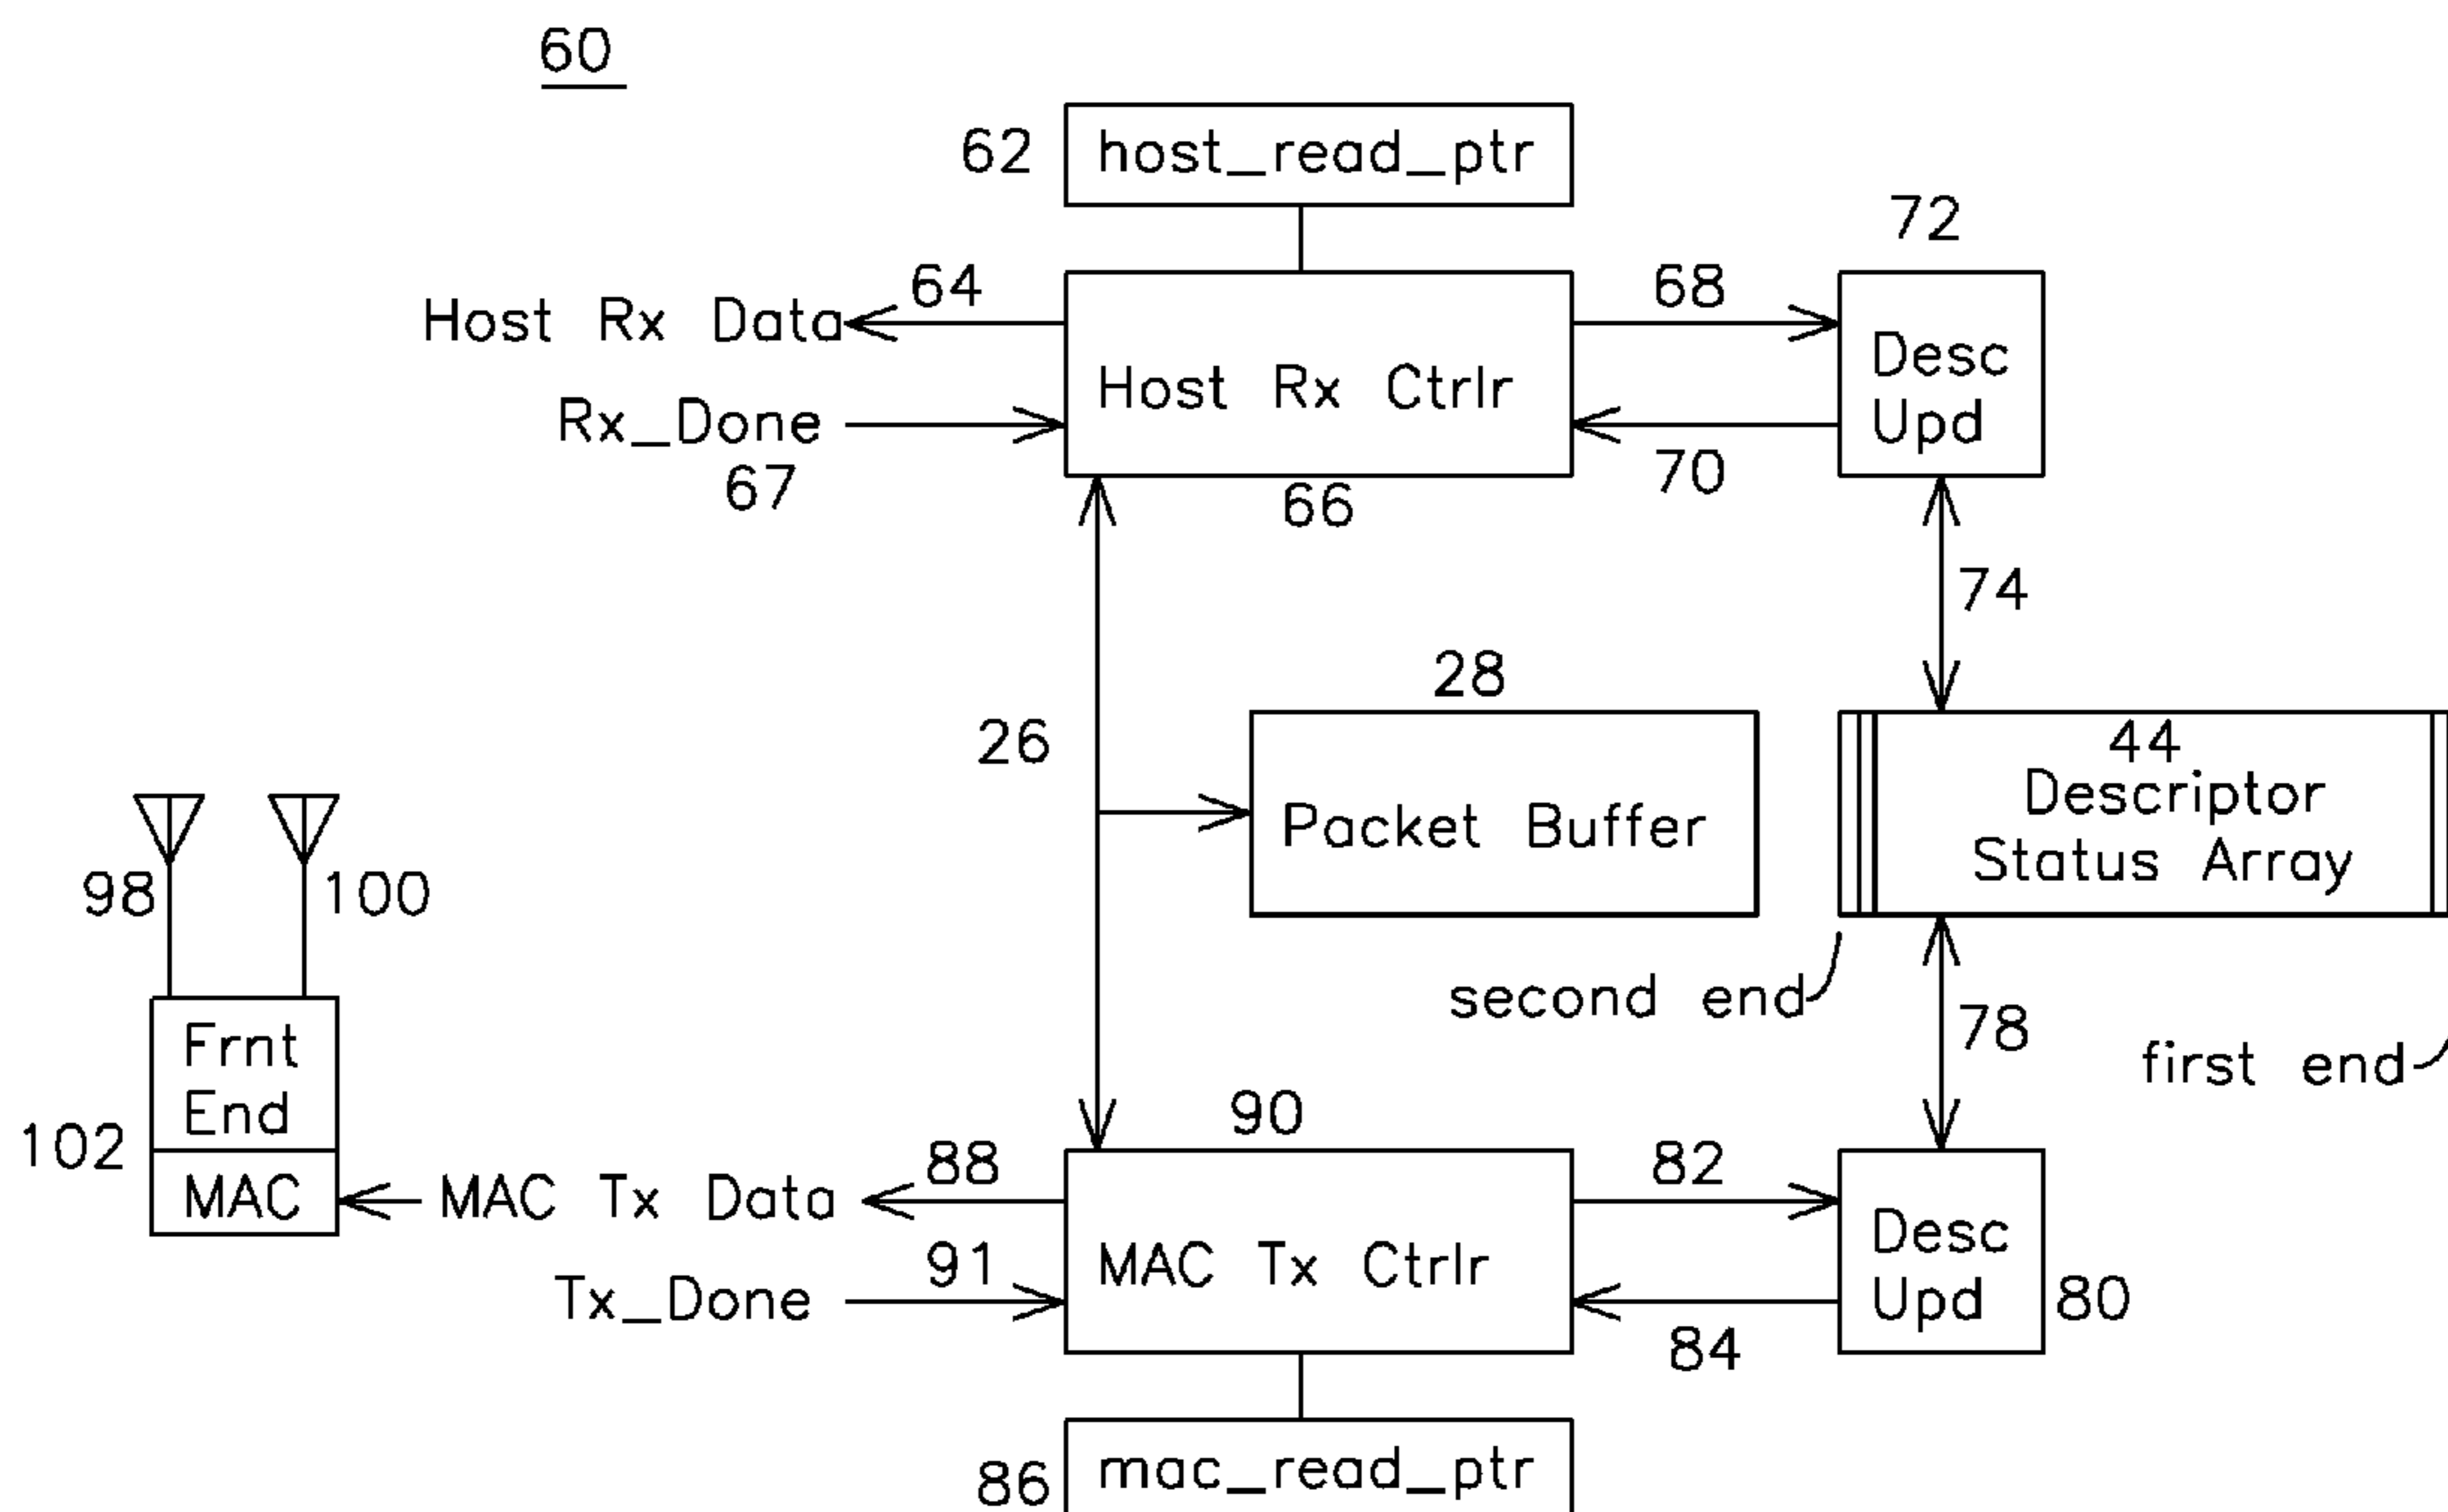 60
62 host_read_ptr
72
Host Rx Data 64 68
Host Rx Ctrlr
Desc
Upd
Rx_Done
67
66
70
74
28
26
44
Packet Buffer
Descriptor
Status Array
98 100
second end
78
first end
Frnt
End
102
MAC
90
88 82
MAC Tx Data
91
MAC Tx Ctrlr
Desc
Upd
80
Tx_Done
84
86 mac_read_ptr